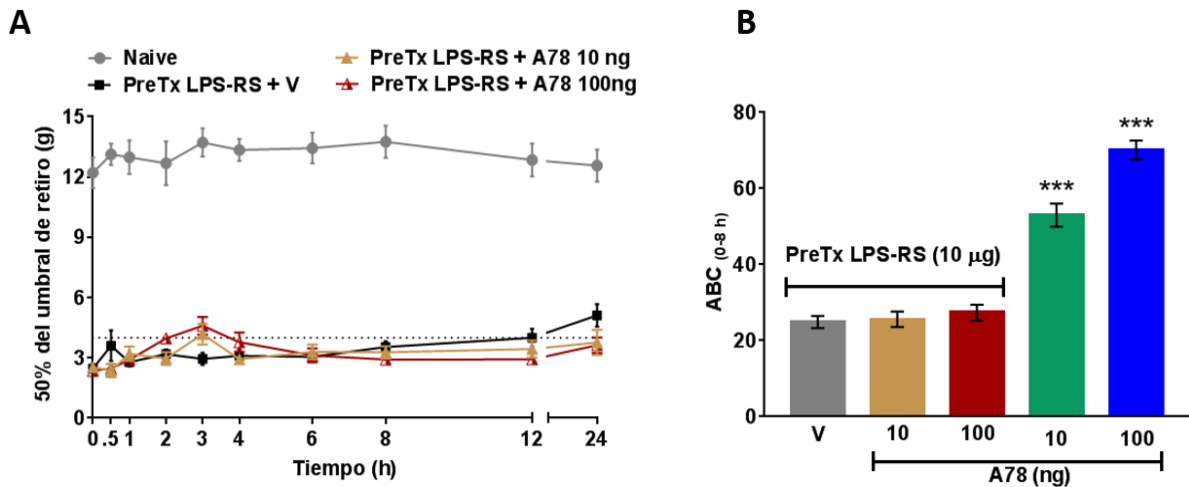 A
Naive
PreTx LPS-RS + V
PreTx LPS-RS + A78 10 ng
PreTx LPS-RS + A78 100ng
50% del umbral de retiro (g)
15
12
9
6
3
0
0 .5 1 2 3 4 6 8 12 24
Tiempo (h)
B
ABC (0-8 h)
80
60
40
20
0
***
***
PreTx LPS-RS (10 μg)
V 10 100 10 100
A78 (ng)